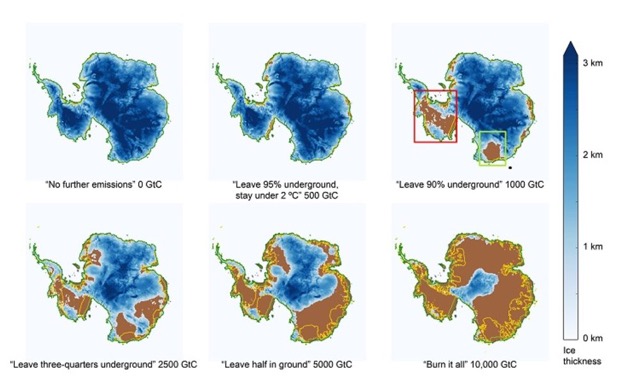 3 km
2 km
1 km
0 km
Ice
thickness
“No further emissions” 0 GtC
“Leave 95% underground,
stay under 2 ºC” 500 GtC
“Leave 90% underground” 1000 GtC
“Leave three-quarters underground” 2500 GtC
“Leave half in ground” 5000 GtC
“Burn it all” 10,000 GtC